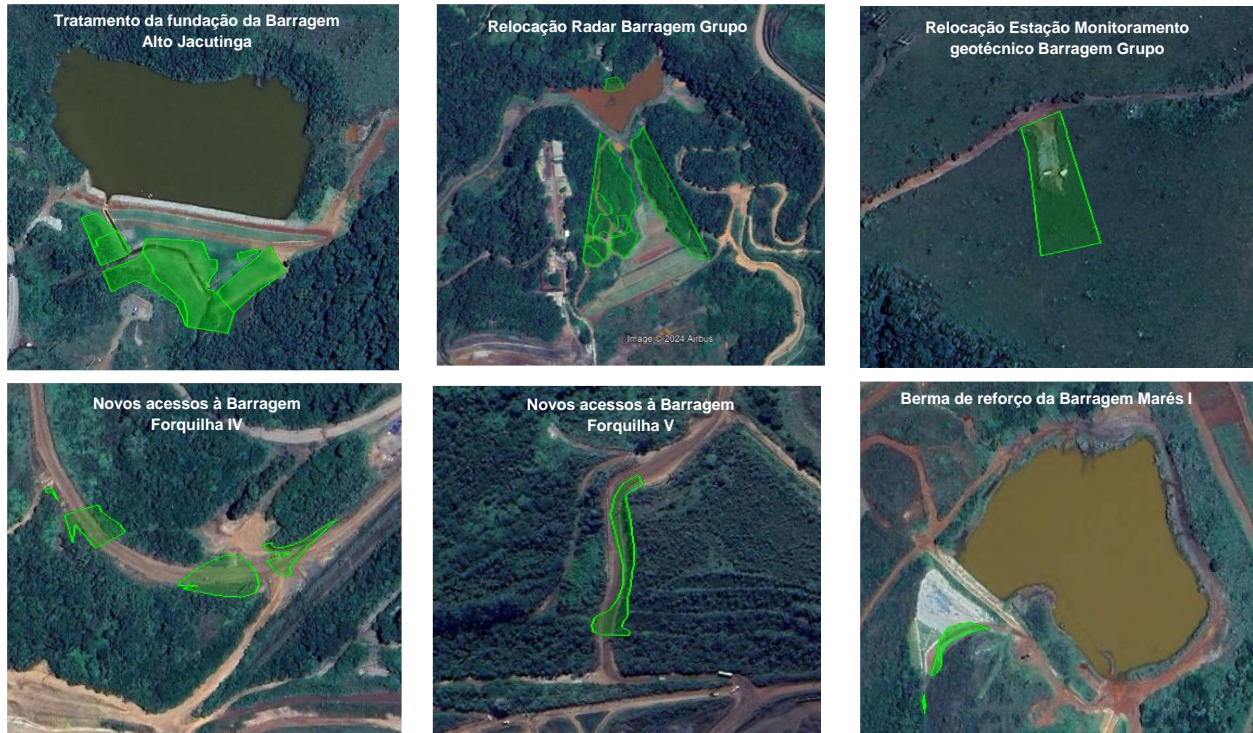 Tratamento da fundação da Barragem
Alto Jacutinga
Relocação Radar Barragem Grupo
Image © 2024 Airbus
Relocação Estação Monitoramento
geotécnico Barragem Grupo
Novos acessos à Barragem
Forquilha IV
Novos acessos à Barragem
Forquilha V
Berma de reforço da Barragem Marés I